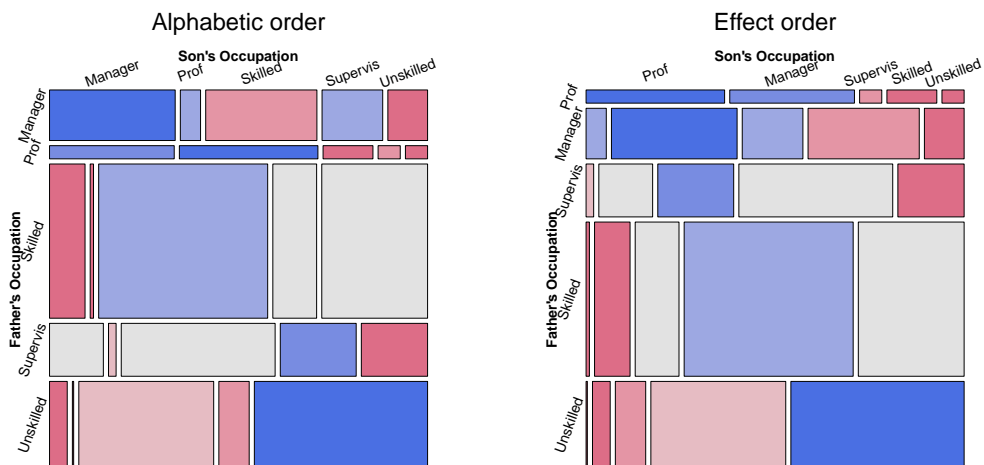 Alphabetic order
Son's Occupation
Manager
Prof
Skilled
Supervis
Unskilled
Father's Occupation
Manager
Prof
Skilled
Supervis
Unskilled
Effect order
Son's Occupation
Prof
Manager
Supervis
Skilled
Unskilled
Father's Occupation
Prof
Manager
Supervis
Skilled
Unskilled